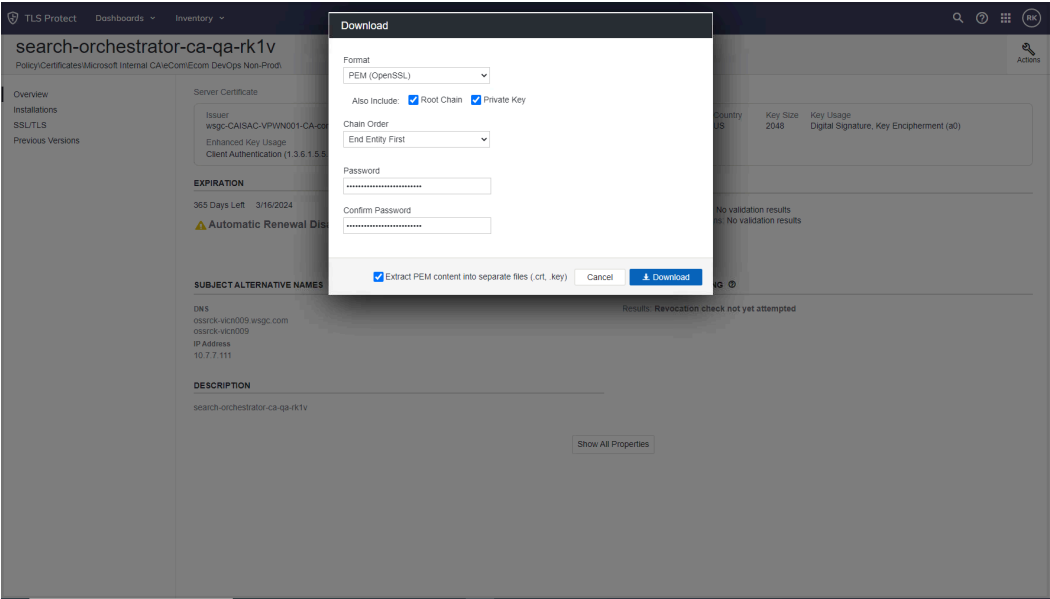 TLS Protect Dashboards Inventory RK
search-orchestrator-ca-qa-rk1v
Policy\Certificates\Microsoft Internal CA\eCom\Ecom DevOps Non-Prod\
Actions
Overview
Installations
SSL/TLS
Previous Versions
Server Certificate
Issuer
wsgc-CAISAC-VPWN001-CA-cor
Enhanced Key Usage
Client Authentication (1.3.6.1.5.5.
Country
US
Key Size
2048
Key Usage
Digital Signature, Key Encipherment (a0)
EXPIRATION
365 Days Left 3/16/2024
Automatic Renewal Disa
No validation results
ns: No validation results
SUBJECT ALTERNATIVE NAMES
DNS
ossrck-vicn009.wsgc.com
ossrck-vicn009
IP Address
10.7.7.111
NG
Results: Revocation check not yet attempted
DESCRIPTION
search-orchestrator-ca-qa-rk1v
Show All Properties
Download
Format
PEM (OpenSSL)
Also Include: Root Chain Private Key
Chain Order
End Entity First
Password
Confirm Password
Extract PEM content into separate files (.crt, .key) Cancel Download